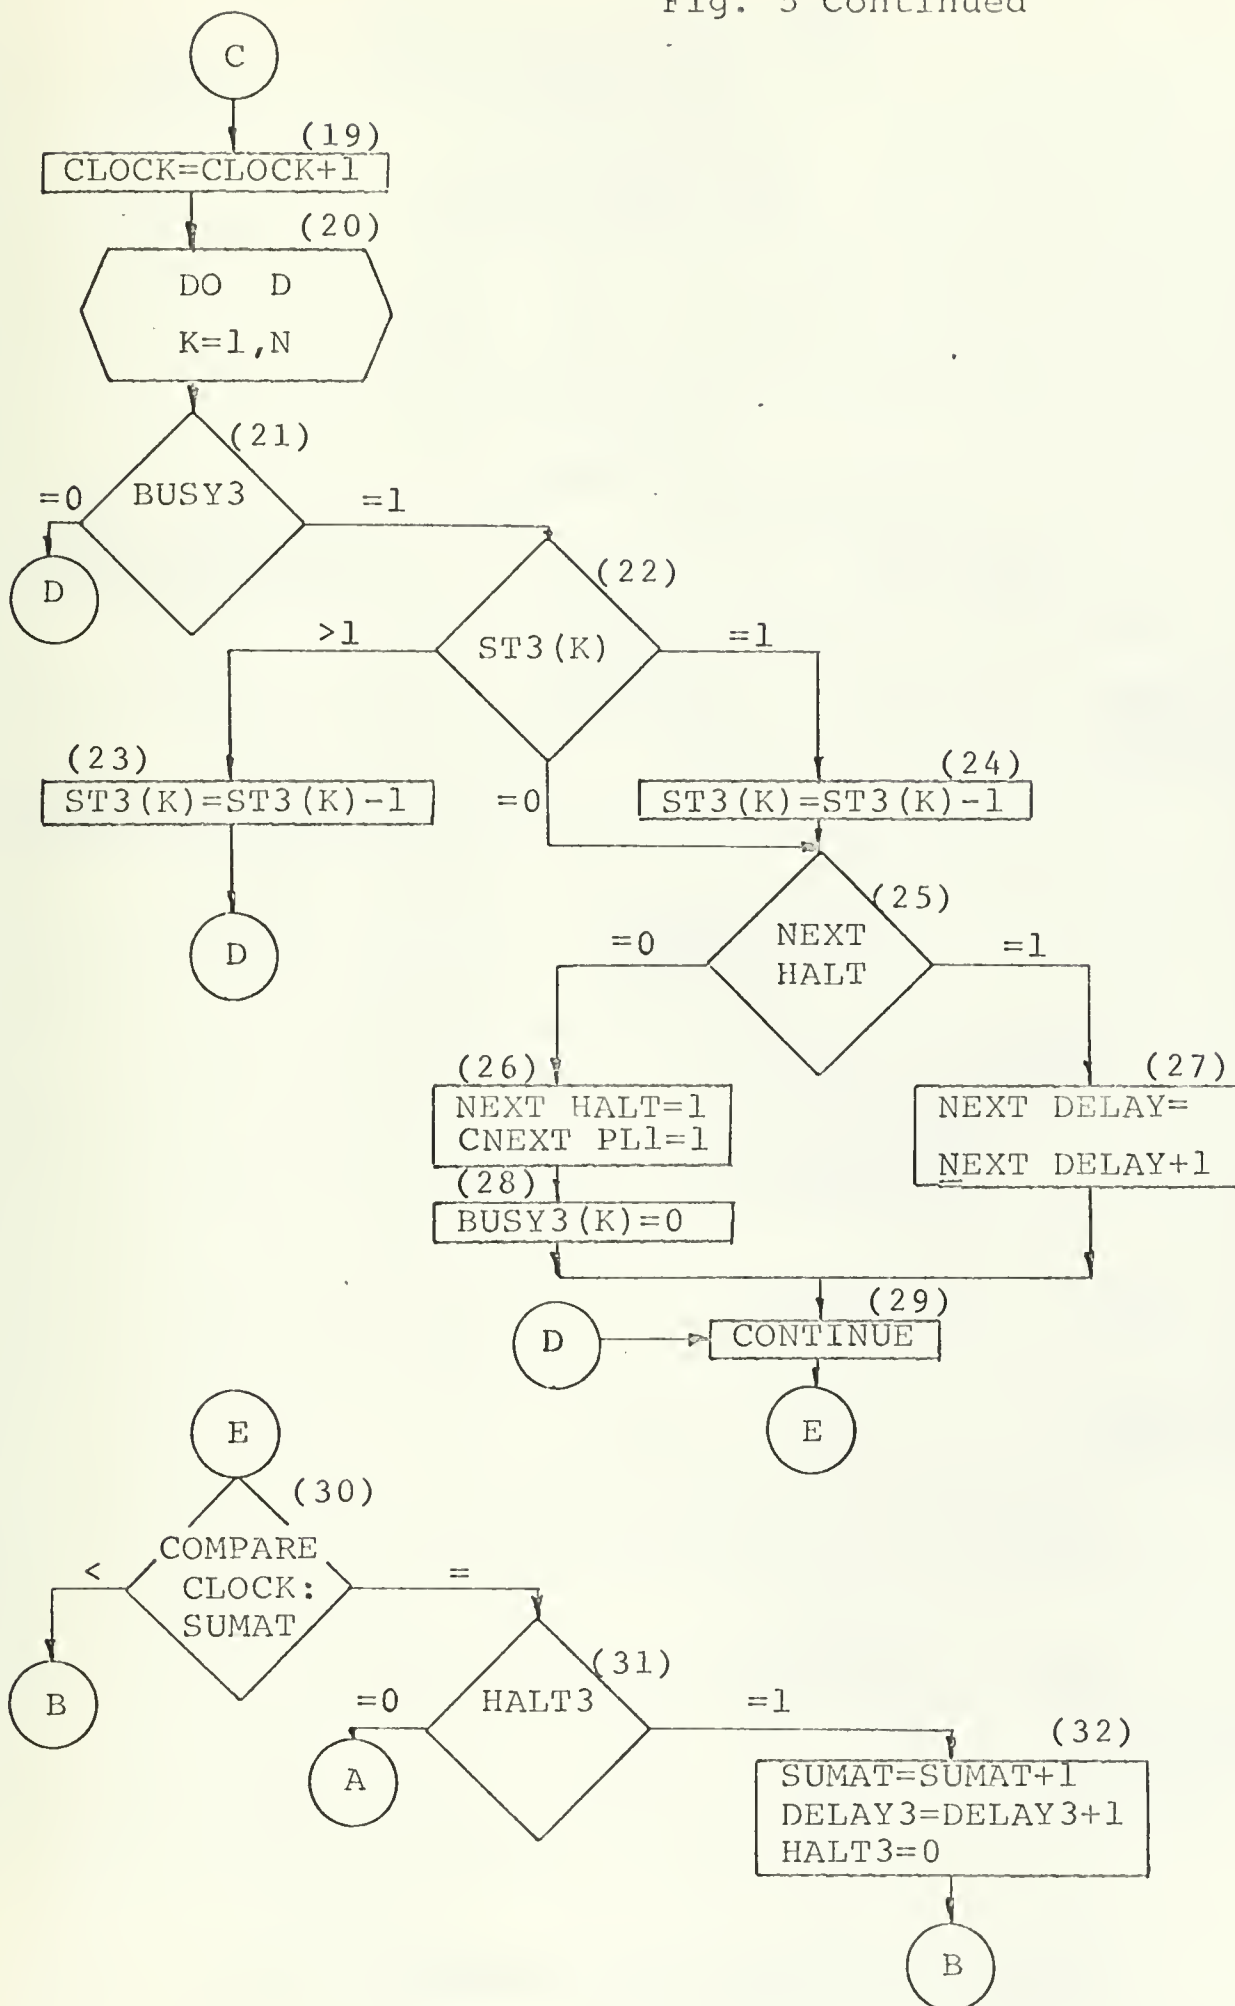 Fig. 5 Continued
C
(19)
CLOCK=CLOCK+1
(20)
DO D
K=1,N
(21)
BUSY3
=0
=1
D
(22)
ST3(K)
>1
=1
(23)
ST3(K)=ST3(K)-1
=0
(24)
ST3(K)=ST3(K)-1
D
(25)
NEXT
HALT
=0
=1
(26)
NEXT HALT=1
CNEXT PL1=1
(27)
NEXT DELAY=
NEXT DELAY+1
(28)
BUSY3(K)=0
(29)
D
CONTINUE
E
E
(30)
COMPARE
CLOCK:
SUMAT
<
=
B
(31)
HALT3
=0
=1
A
(32)
SUMAT=SUMAT+1
DELAY3=DELAY3+1
HALT3=0
B